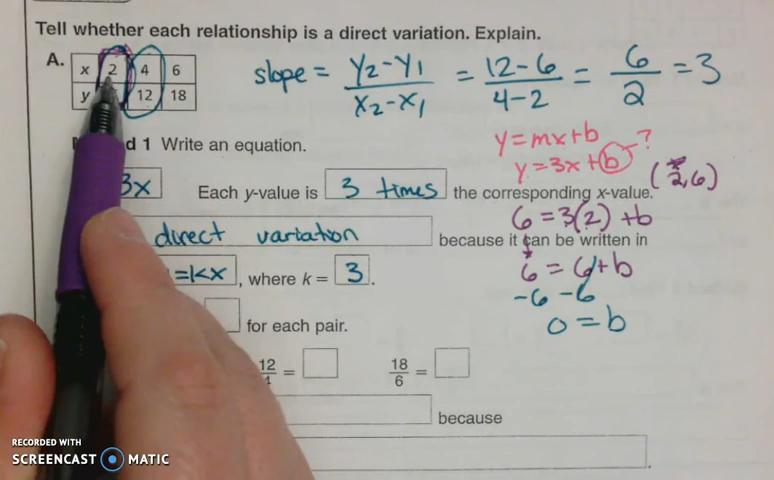 Tell whether each relationship is a direct variation. Explain.
A. x 2 4 6
y 12 18
slope = y₂-y₁ / x₂-x₁ = 12-6 / 4-2 = 6/2 = 3
y=mx+b
1 Write an equation.
y=3x+b ?
(2,6)
3x Each y-value is 3 times the corresponding x-value.
6 = 3(2) + b
direct variation because it can be written in
6 = 6 + b
=kx, where k = 3.
-6 -6
0 = b
for each pair.
12 = 18/6 =
because
RECORDED WITH
SCREENCAST MATIC